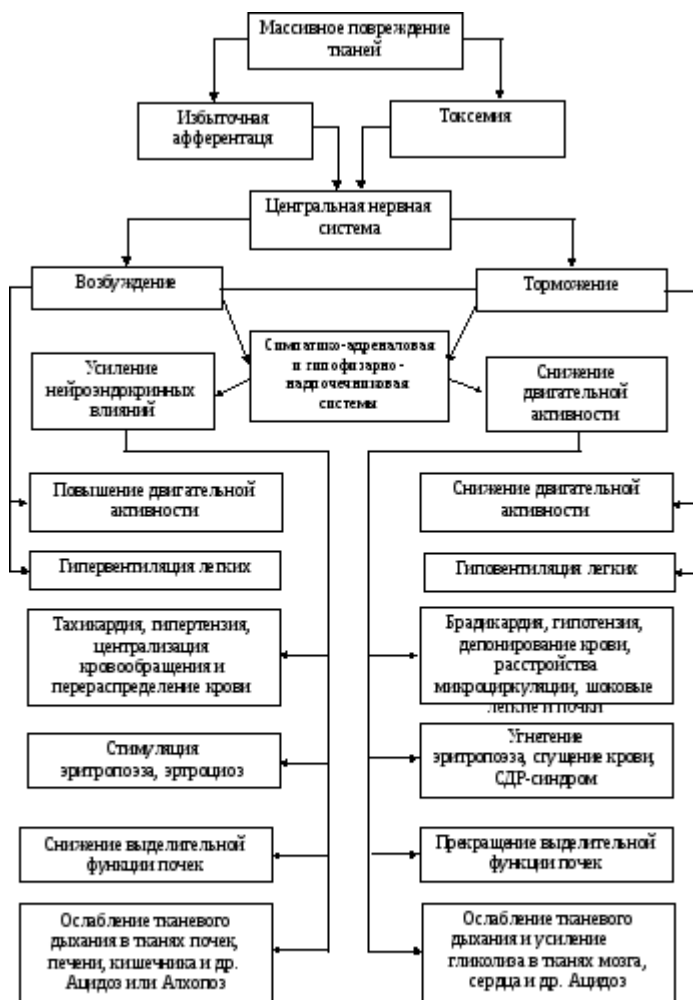 Массивное повреждение
тканей
Избыточная
афферентаця
Токсемия
Центральная нервная
система
Возбуждение
Торможение
Симпатико-адреналовая
и гипофизарно-
надпочечниковая
системы
Усиление
нейроэндокринных
влияний
Снижение
двигательной
активности
Повышение двигательной
активности
Снижение двигательной
активности
Гипервентиляция легких
Гиповентиляция легких
Тахикардия, гипертензия,
централизация
кровообращения и
перераспределение крови
Брадикардия, гипотензия,
депонирование крови,
расстройства
микроциркуляции, шоковые
легкие и почки
Стимуляция
эритропоэза, эртроциоз
Угнетение
эритропоэза, сгущение крови,
СДР-синдром
Снижение выделительной
функции почек
Прекращение выделительной
функции почек
Ослабление тканевого
дыхания в тканях почек,
печени, кишечника и др.
Ацидоз или Алхопоз
Ослабление тканевого
дыхания и усиление
гликолиза в тканях мозга,
сердца и др. Ацидоз